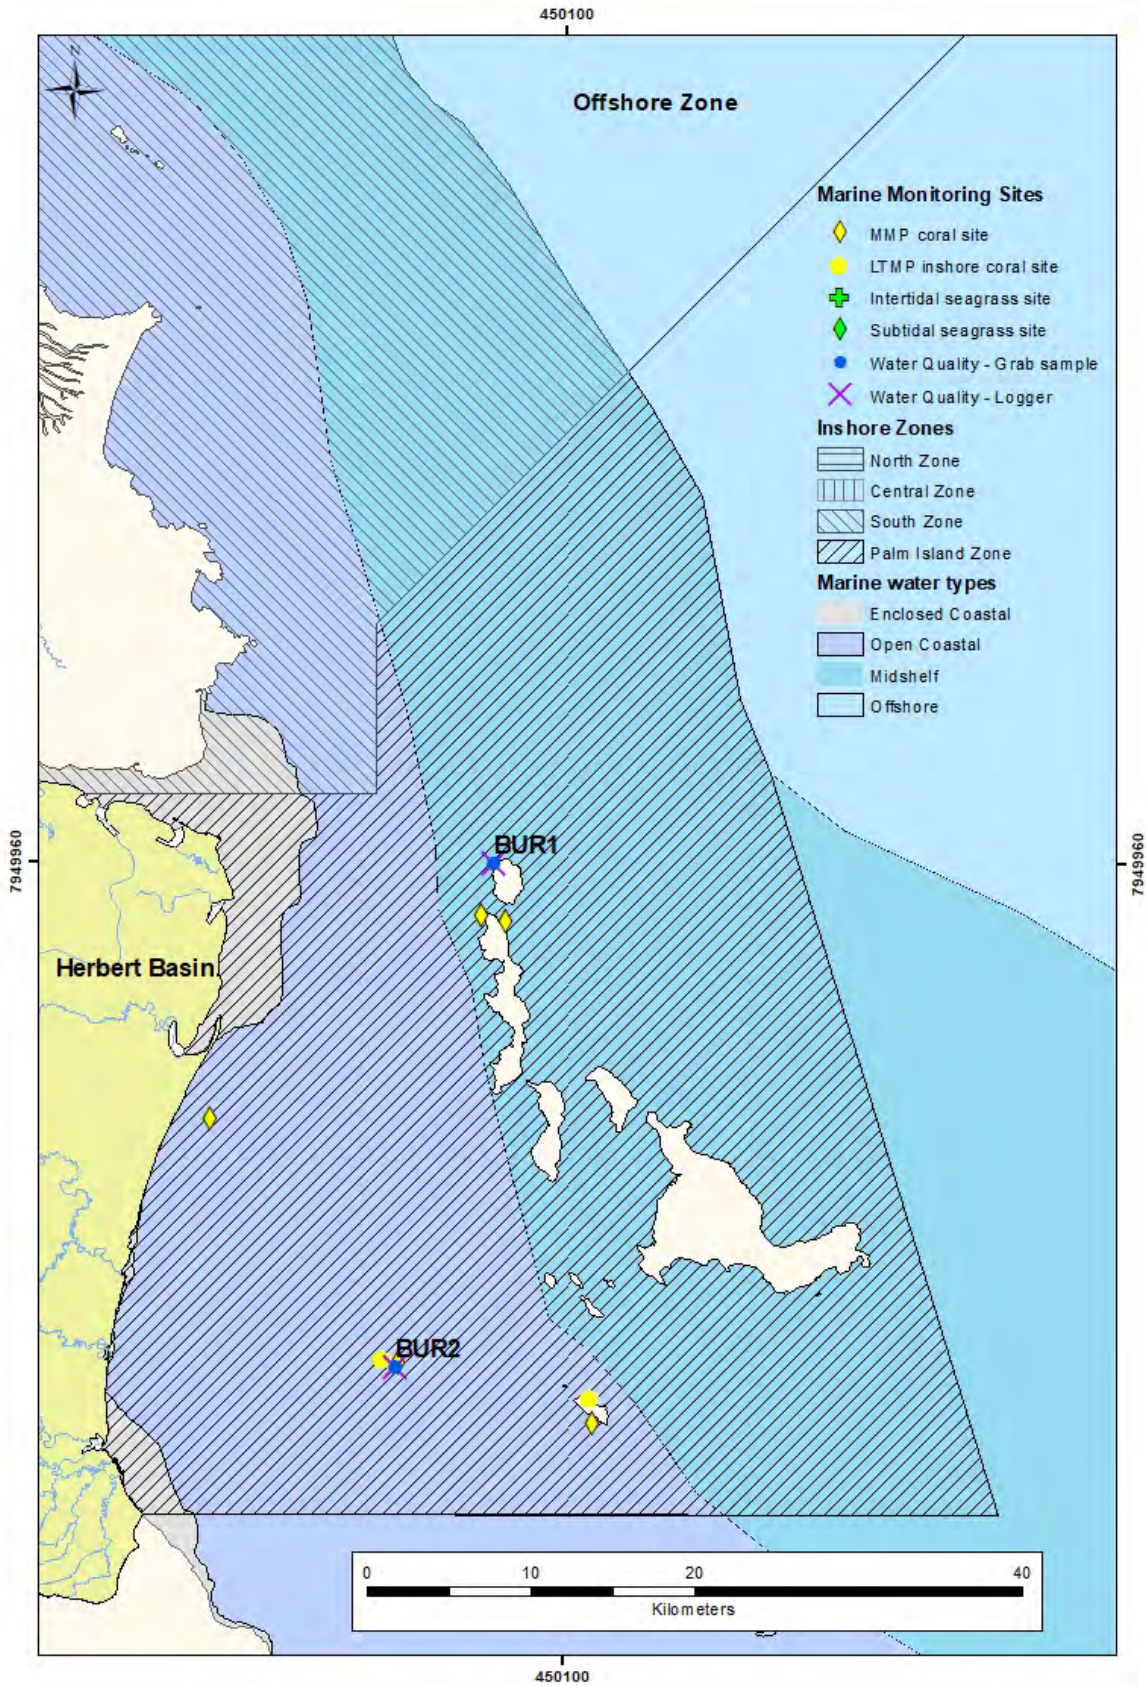 450100
N
Offshore Zone
Marine Monitoring Sites
MMP coral site
LTMP inshore coral site
Intertidal seagrass site
Subtidal seagrass site
Water Quality - Grab sample
Water Quality - Logger
Inshore Zones
North Zone
Central Zone
South Zone
Palm Island Zone
Marine water types
Enclosed Coastal
Open Coastal
Midshelf
Offshore
7949960
7949960
BUR1
Herbert Basin
BUR2
0 10 20 40
Kilometers
450100